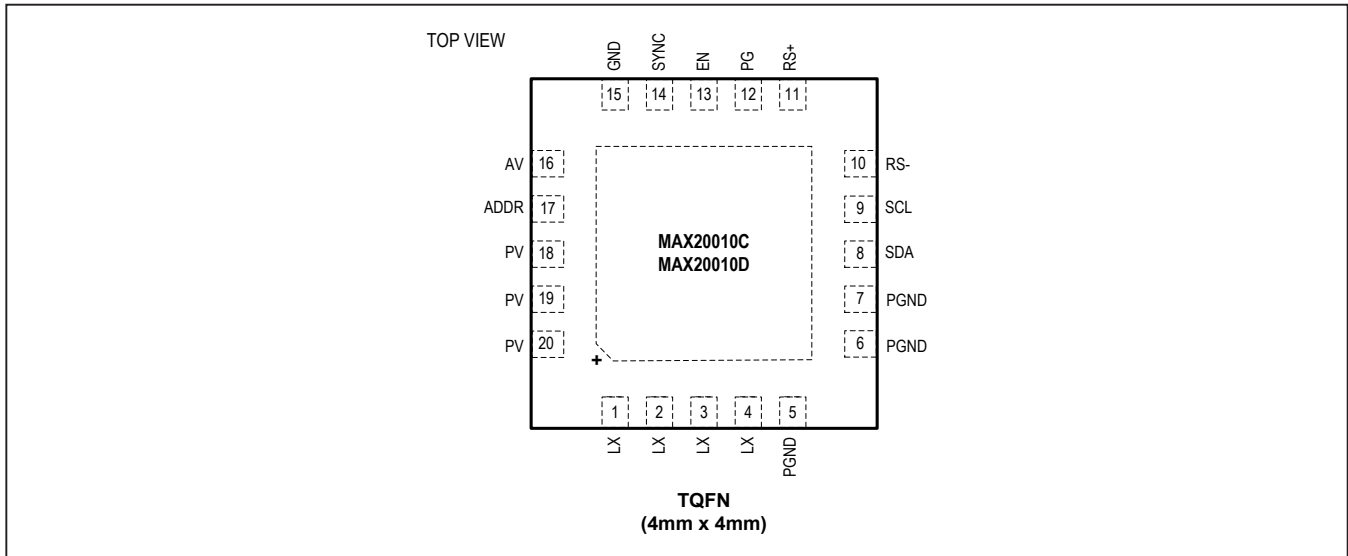 TOP VIEW
GND SYNC EN PG RS+
15 14 13 12 11
AV 16 10 RS-
ADDR 17 9 SCL
PV 18 8 SDA
PV 19 7 PGND
PV 20 6 PGND
MAX20010C
MAX20010D
+
1 2 3 4 5
LX LX LX LX PGND
TQFN
(4mm x 4mm)